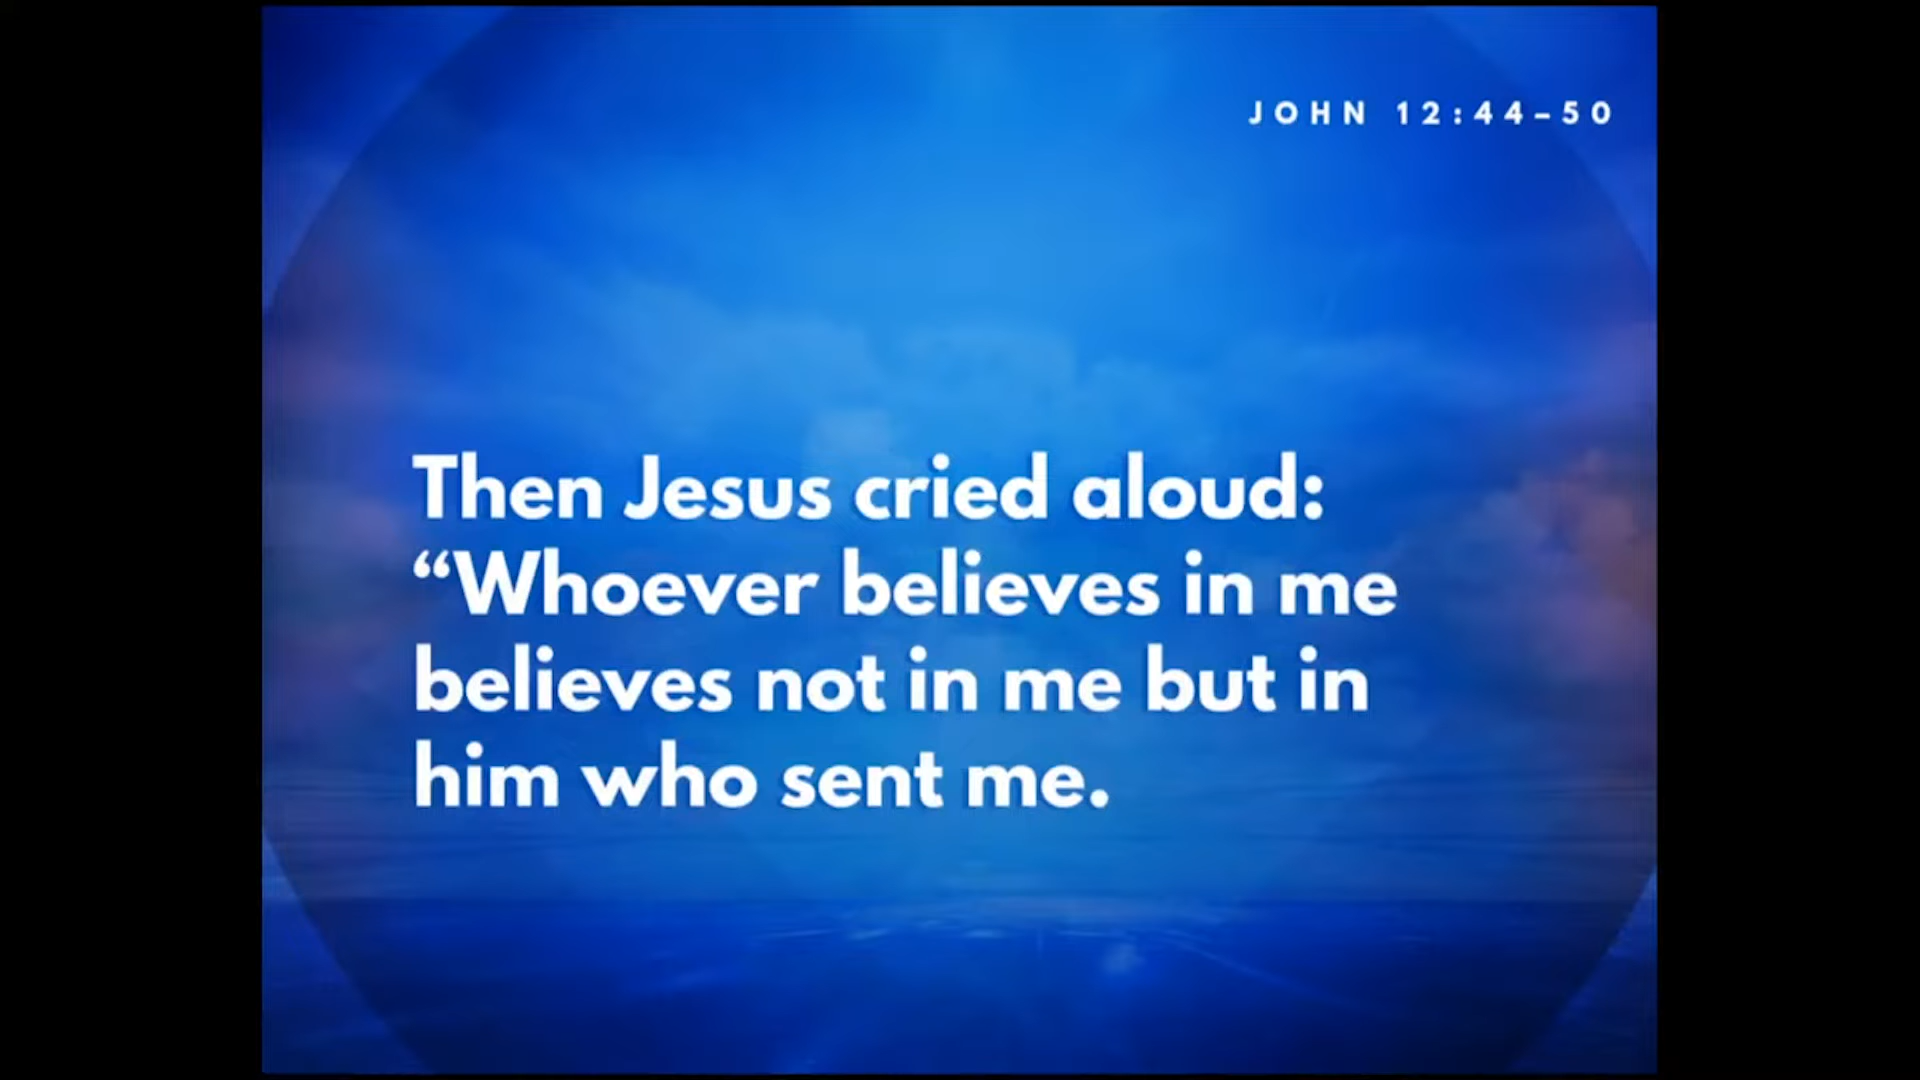 JOHN 12:44–50
Then Jesus cried aloud:
“Whoever believes in me
believes not in me but in
him who sent me.